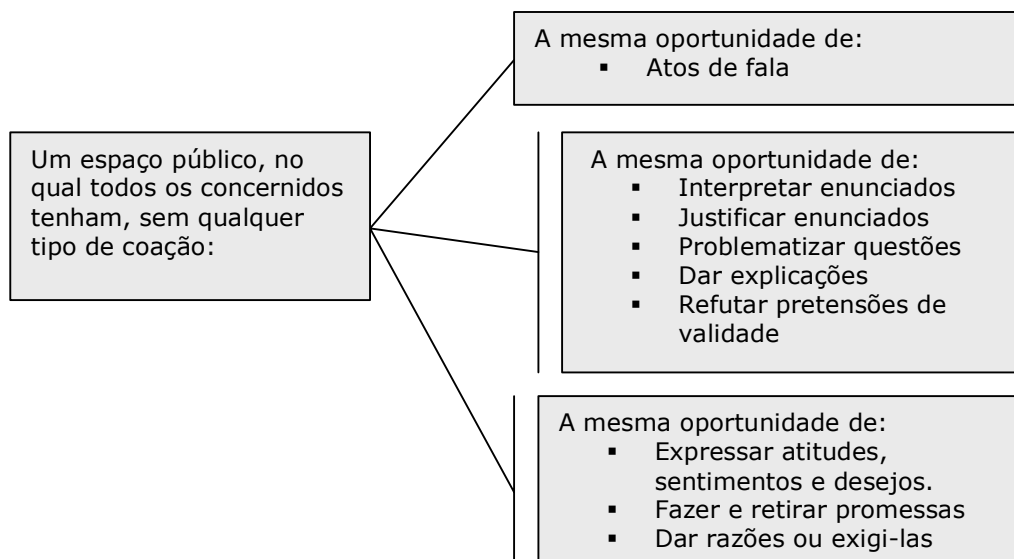 A mesma oportunidade de:
▪ Atos de fala
Um espaço público, no
qual todos os concernidos
tenham, sem qualquer
tipo de coação:
A mesma oportunidade de:
▪ Interpretar enunciados
▪ Justificar enunciados
▪ Problematizar questões
▪ Dar explicações
▪ Refutar pretensões de
validade
A mesma oportunidade de:
▪ Expressar atitudes,
sentimentos e desejos.
▪ Fazer e retirar promessas
▪ Dar razões ou exigi-las